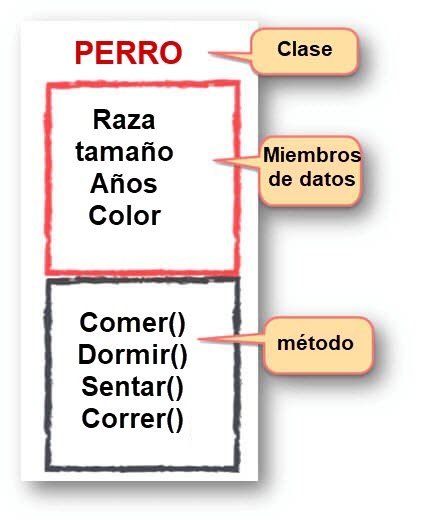 PERRO
Clase
Raza
tamaño
Años
Color
Miembros
de datos
Comer()
Dormir()
Sentar()
Correr()
método